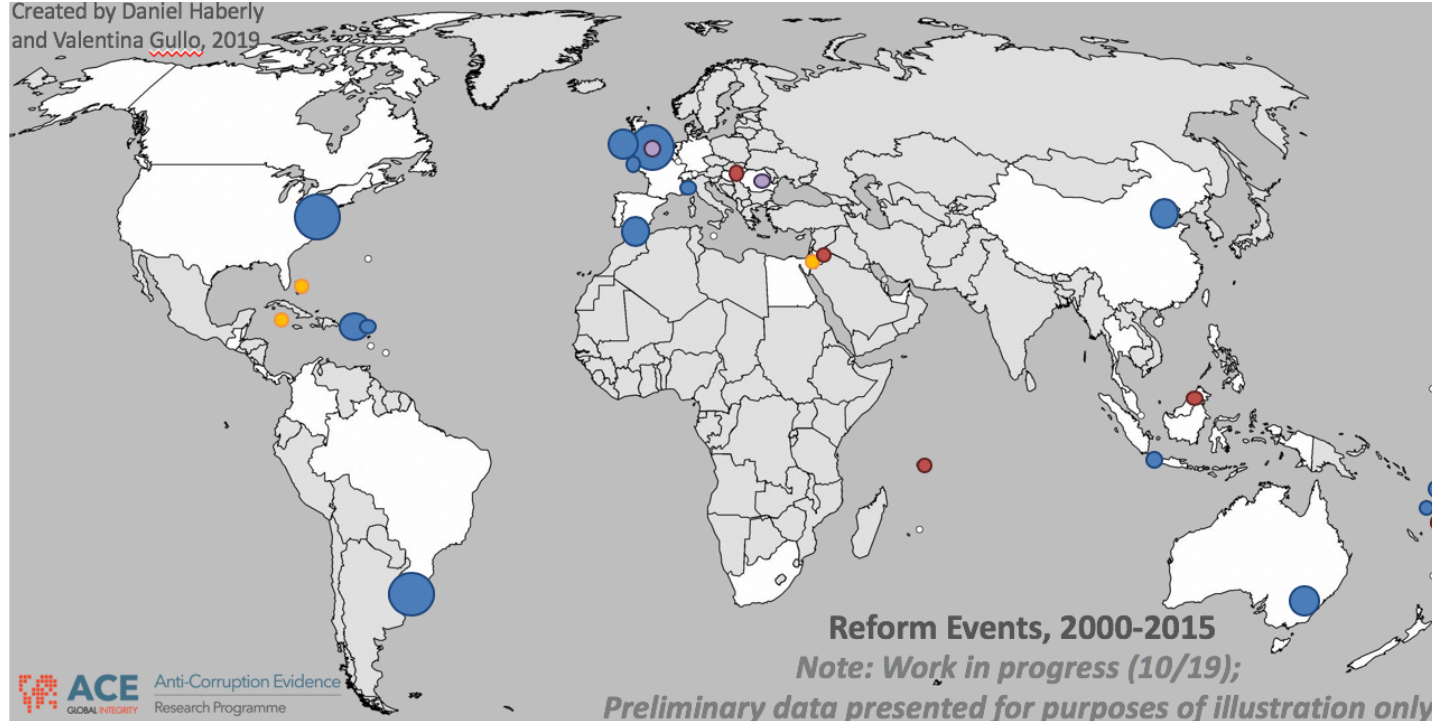 Created by Daniel Haberly
and Valentina Gullo, 2019
Reform Events, 2000-2015
Note: Work in progress (10/19);
Preliminary data presented for purposes of illustration only
ACE
GLOBAL INTEGRITY
Anti-Corruption Evidence
Research Programme